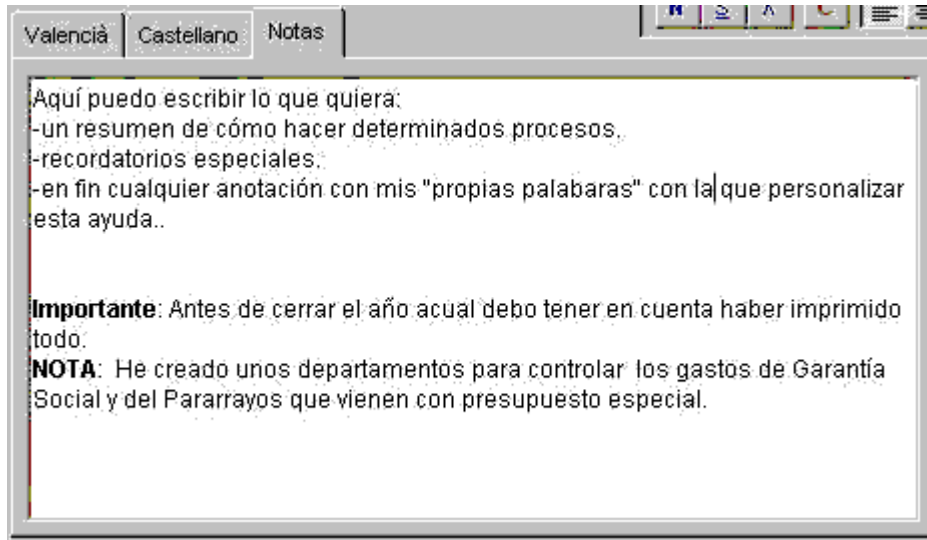 Valencià Castellano Notas
N S A C
Aquí puedo escribir lo que quiera:
-un resumen de cómo hacer determinados procesos,
-recordatorios especiales,
-en fin cualquier anotación con mis "propias palabaras" con la que personalizar
esta ayuda..
Importante: Antes de cerrar el año acual debo tener en cuenta haber imprimido
todo.
NOTA:  He creado unos departamentos para controlar  los gastos de Garantía
Social y del Pararrayos que vienen con presupuesto especial.